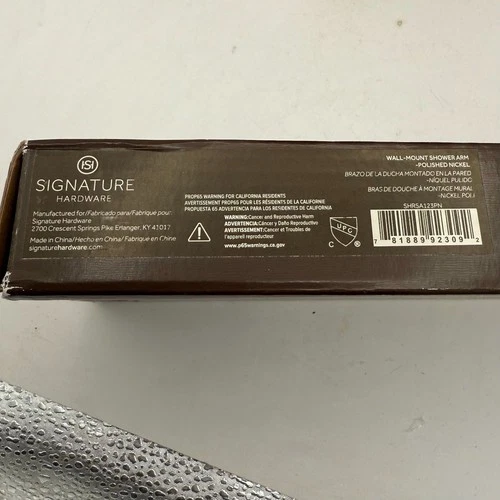 ISI
SIGNATURE
HARDWARE
Manufactured for/Fabricado para/Fabrique pour:
Signature Hardware
2700 Crescent Springs Pike Erlanger, KY 41017
Made in China/Hecho en China/ Fabriqué en Chine
signaturehardware.com
PROP65 WARNING FOR CALIFORNIA RESIDENTS
AVERTISSEMENT PROP65 POUR LES RÉSIDENTS DE LA CALIFORNIE
PROPUESTA 65 ADVERTENCIA PARA LOS RESIDENTES DE CALIFORNIA
WARNING: Cancer and Reproductive Harm
ADVERTENCIA: Cáncer y Daño Reproductivo
AVERTISSEMENT: Cancer et Troubles de
l'appareil reproducteur
www.p65warnings.ca.gov
C UPC ®
WALL-MOUNT SHOWER ARM
-POLISHED NICKEL
BRAZO DE LA DUCHA MONTADO EN LA PARED
-NÍQUEL PULIDO
BRAS DE DOUCHE À MONTAGE MURAL
-NICKEL POLI
SHRSA123PN
7 81889 92309 2